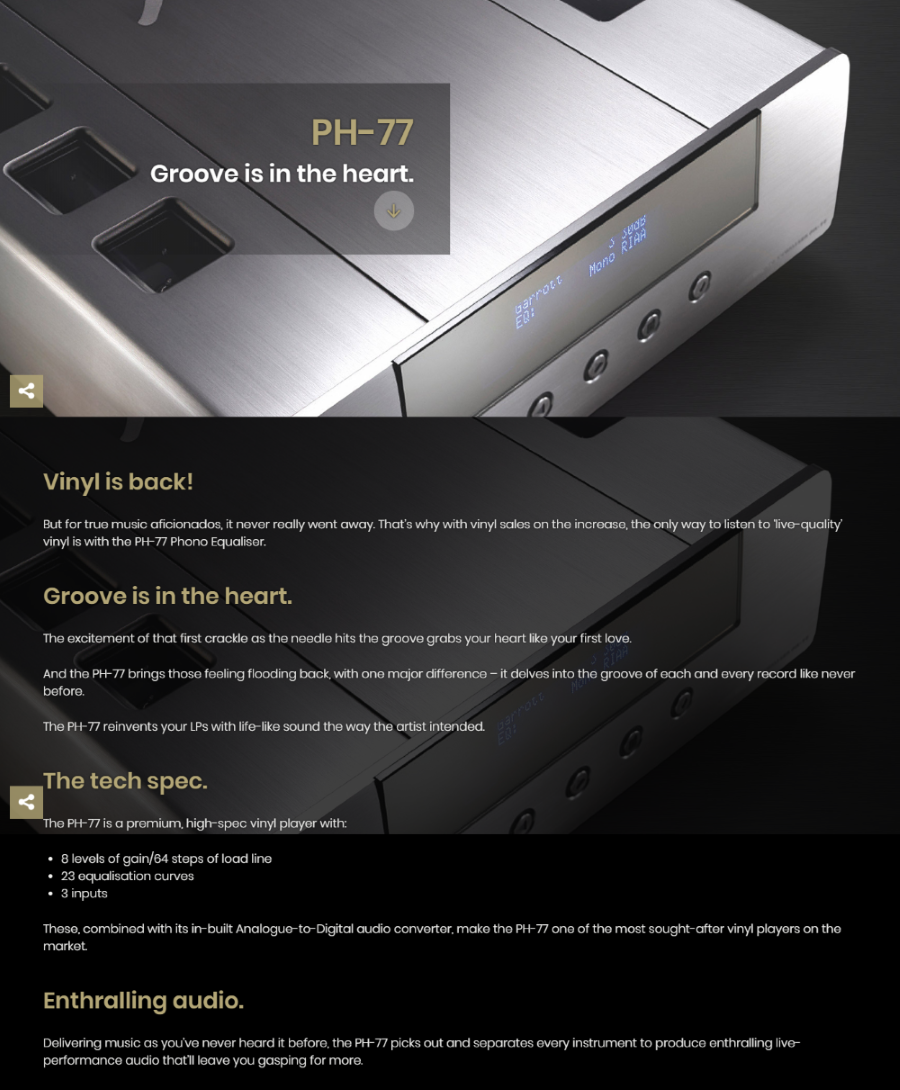 PH-77
Groove is in the heart.
Garrott
EQ: Mono RIAA
Vinyl is back!
But for true music aficionados, it never really went away. That's why with vinyl sales on the increase, the only way to listen to 'live-quality'
vinyl is with the PH-77 Phono Equaliser.
Groove is in the heart.
The excitement of that first crackle as the needle hits the groove grabs your heart like your first love.
And the PH-77 brings those feeling flooding back, with one major difference – it delves into the groove of each and every record like never
before.
The PH-77 reinvents your LPs with life-like sound the way the artist intended.
The tech spec.
The PH-77 is a premium, high-spec vinyl player with:
• 8 levels of gain/64 steps of load line
• 23 equalisation curves
• 3 inputs
These, combined with its in-built Analogue-to-Digital audio converter, make the PH-77 one of the most sought-after vinyl players on the
market.
Enthralling audio.
Delivering music as you've never heard it before, the PH-77 picks out and separates every instrument to produce enthralling live-
performance audio that'll leave you gasping for more.